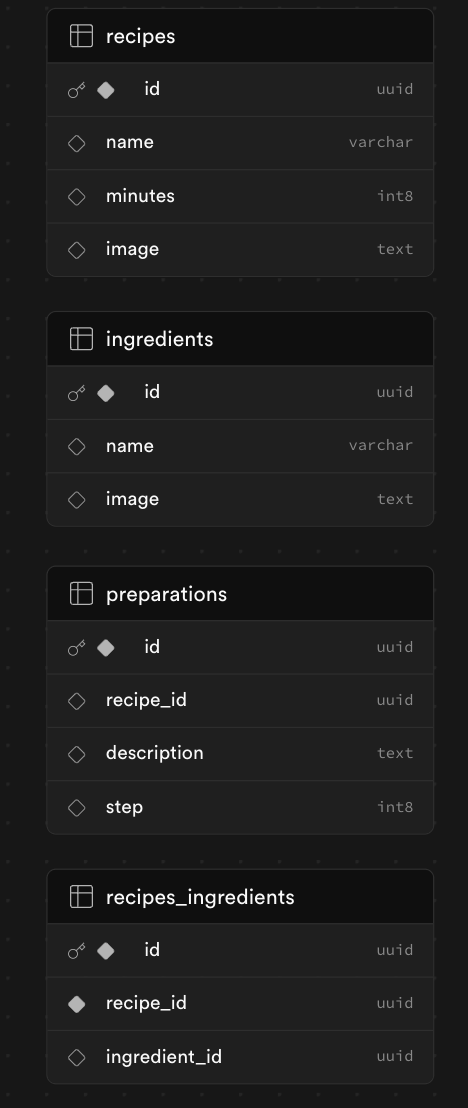 recipes
id uuid
name varchar
minutes int8
image text
ingredients
id uuid
name varchar
image text
preparations
id uuid
recipe_id uuid
description text
step int8
recipes_ingredients
id uuid
recipe_id uuid
ingredient_id uuid